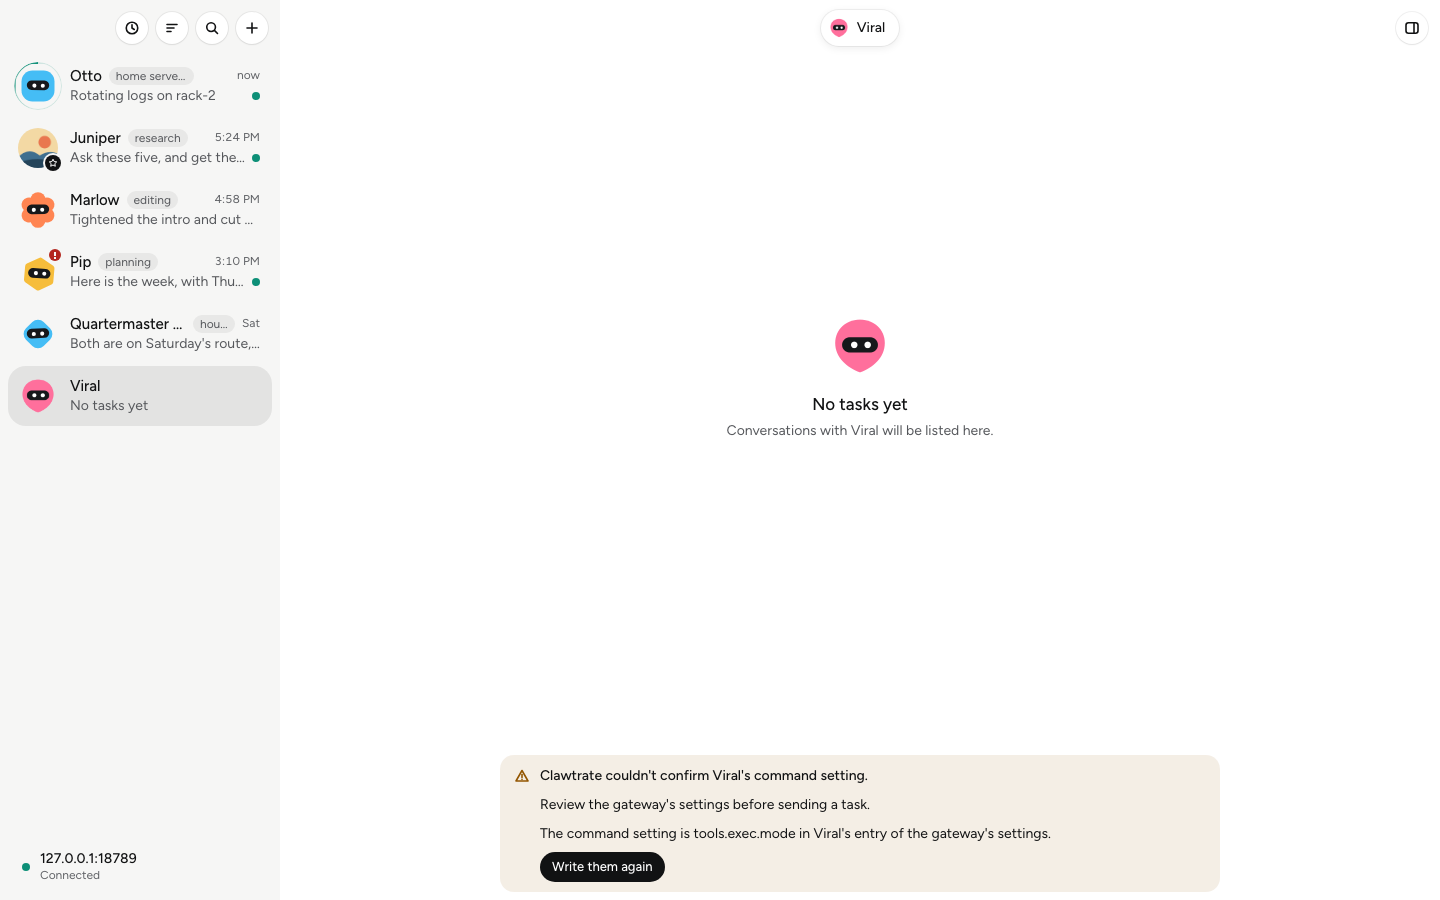 Otto home serve...
now
Rotating logs on rack-2
Juniper research
5:24 PM
Ask these five, and get the...
Marlow editing
4:58 PM
Tightened the intro and cut ...
Pip planning
3:10 PM
Here is the week, with Thu...
Quartermaster ... hou...
Sat
Both are on Saturday's route,...
Viral
No tasks yet
127.0.0.1:18789
Connected
Viral
No tasks yet
Conversations with Viral will be listed here.
Clawtrate couldn't confirm Viral's command setting.
Review the gateway's settings before sending a task.
The command setting is tools.exec.mode in Viral's entry of the gateway's settings.
Write them again